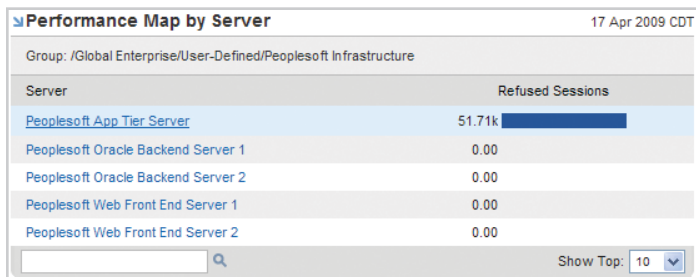 Performance Map by Server 17 Apr 2009 CDT
Group: /Global Enterprise/User-Defined/Peoplesoft Infrastructure
Server Refused Sessions
Peoplesoft App Tier Server 51.71k
Peoplesoft Oracle Backend Server 1 0.00
Peoplesoft Oracle Backend Server 2 0.00
Peoplesoft Web Front End Server 1 0.00
Peoplesoft Web Front End Server 2 0.00
Show Top: 10